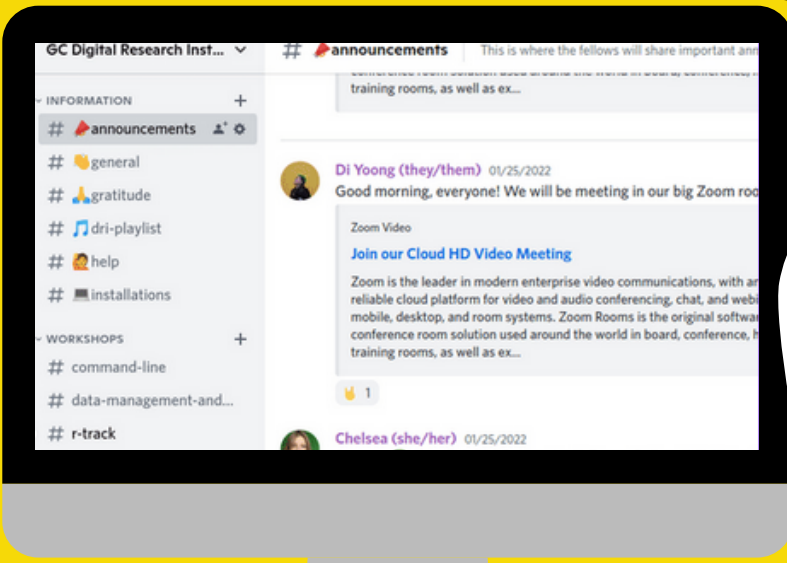 GC Digital Research Inst...
INFORMATION
# 📣announcements
# 👋general
# 🙏gratitude
# 🎵dri-playlist
# 🙋help
# 💻installations
WORKSHOPS
# command-line
# data-management-and...
# r-track
# 📣announcements This is where the fellows will share important ann
conference room solution used around the world in board, conference,
training rooms, as well as ex...
Di Yoong (they/them) 01/25/2022
Good morning, everyone! We will be meeting in our big Zoom roo
Zoom Video
Join our Cloud HD Video Meeting
Zoom is the leader in modern enterprise video communications, with an
reliable cloud platform for video and audio conferencing, chat, and webi
mobile, desktop, and room systems. Zoom Rooms is the original softwa
conference room solution used around the world in board, conference, h
training rooms, as well as ex...
🤘 1
Chelsea (she/her) 01/25/2022